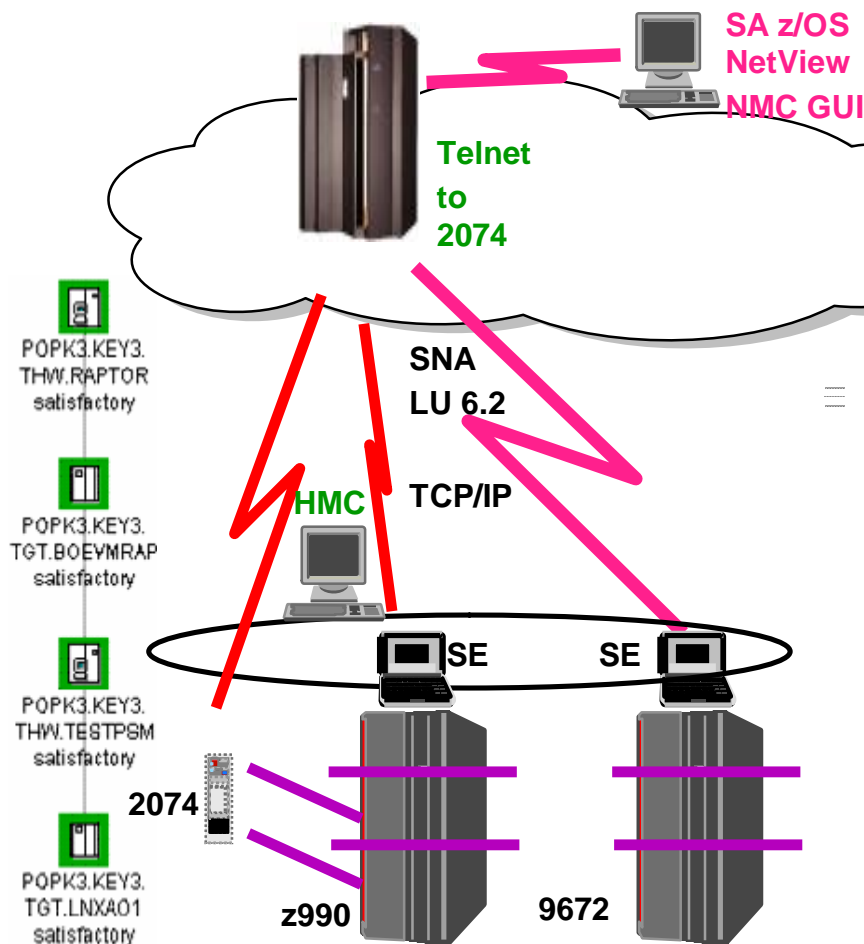 SA z/OS
NetView
NMC GUI
Telnet
to
2074
POPK3.KEY3.
THW.RAPTOR
satisfactory
SNA
LU 6.2
POPK3.KEY3.
TGT.BOEVMRAP
satisfactory
HMC
TCP/IP
SE
SE
POPK3.KEY3.
THW.TESTPSM
satisfactory
2074
POPK3.KEY3.
TGT.LNXAO1
satisfactory
z990
9672